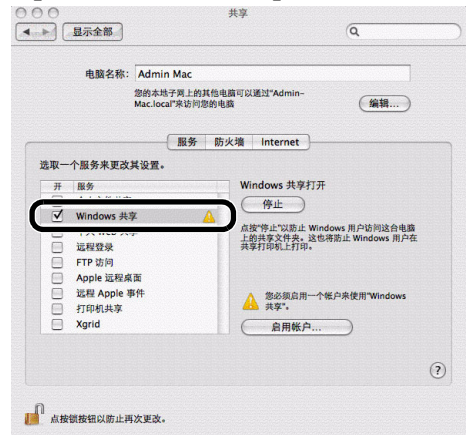 共享
显示全部
电脑名称: Admin Mac
您的本地子网上的其他电脑可以通过"Admin-
Mac.local"来访问您的电脑
编辑...
服务 防火墙 Internet
选取一个服务来更改其设置。
开 服务
Windows 共享
远程登录
FTP 访问
Apple 远程桌面
远程 Apple 事件
打印机共享
Xgrid
Windows 共享打开
停止
点按"停止"以防止 Windows 用户访问这台电脑
上的共享文件夹。这也将防止 Windows 用户在
共享打印机上打印。
您必须启用一个帐户来使用"Windows
共享"。
启用帐户...
?
点按锁按钮以防止再次更改。